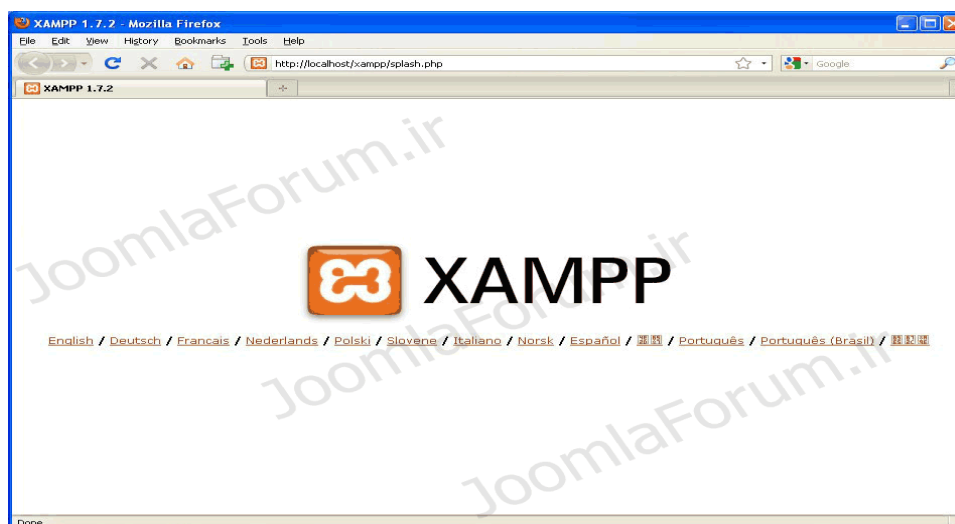 XAMPP 1.7.2 - Mozilla Firefox
File Edit View History Bookmarks Tools Help
http://localhost/xampp/splash.php Google
XAMPP 1.7.2
JoomlaForum.ir
XAMPP
JoomlaForum.ir
English / Deutsch / Francais / Nederlands / Polski / Slovene / Italiano / Norsk / Español / / Português / Português (Brasil) /
JoomlaForum.ir
Done